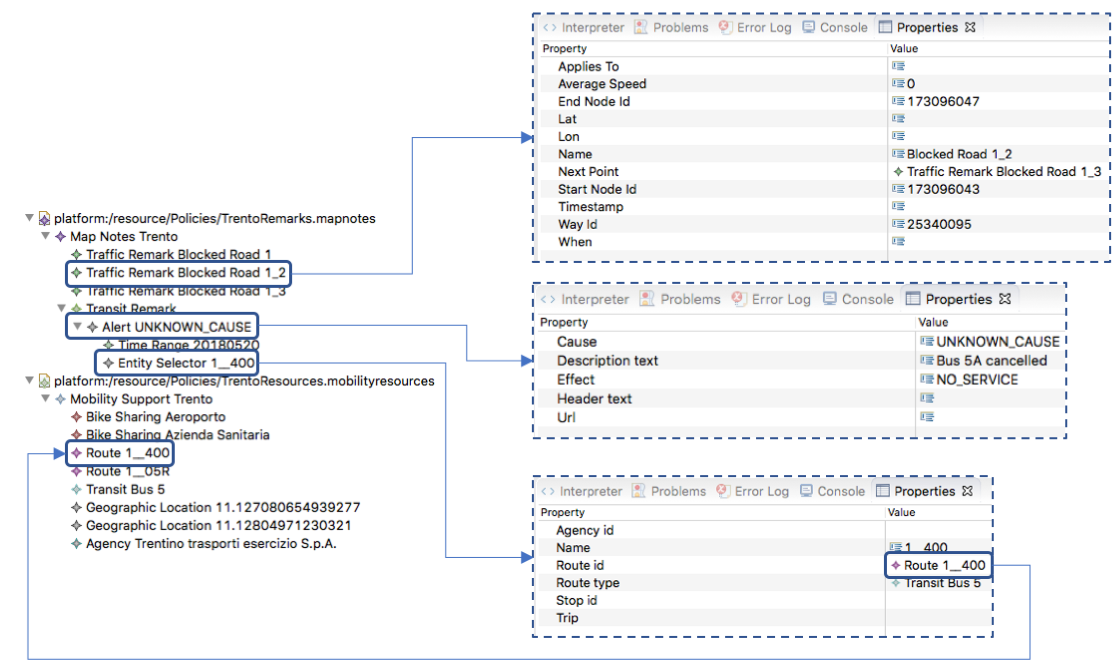 platform:/resource/Policies/TrentoRemarks.mapnotes
Map Notes Trento
Traffic Remark Blocked Road 1
Traffic Remark Blocked Road 1_2
Traffic Remark Blocked Road 1_3
Transit Remark
Alert UNKNOWN_CAUSE
Time Range 20180520
Entity Selector 1__400
platform:/resource/Policies/TrentoResources.mobilityresources
Mobility Support Trento
Bike Sharing Aeroporto
Bike Sharing Azienda Sanitaria
Route 1__400
Route 1__05R
Transit Bus 5
Geographic Location 11.127080654939277
Geographic Location 11.12804971230321
Agency Trentino trasporti esercizio S.p.A.
Interpreter Problems Error Log Console Properties
Property Value
Applies To
Average Speed 0
End Node Id 173096047
Lat
Lon
Name Blocked Road 1_2
Next Point Traffic Remark Blocked Road 1_3
Start Node Id 173096043
Timestamp
Way Id 25340095
When
Interpreter Problems Error Log Console Properties
Property Value
Cause UNKNOWN_CAUSE
Description text Bus 5A cancelled
Effect NO_SERVICE
Header text
Url
Interpreter Problems Error Log Console Properties
Property Value
Agency id
Name 1__400
Route id Route 1__400
Route type Transit Bus 5
Stop id
Trip